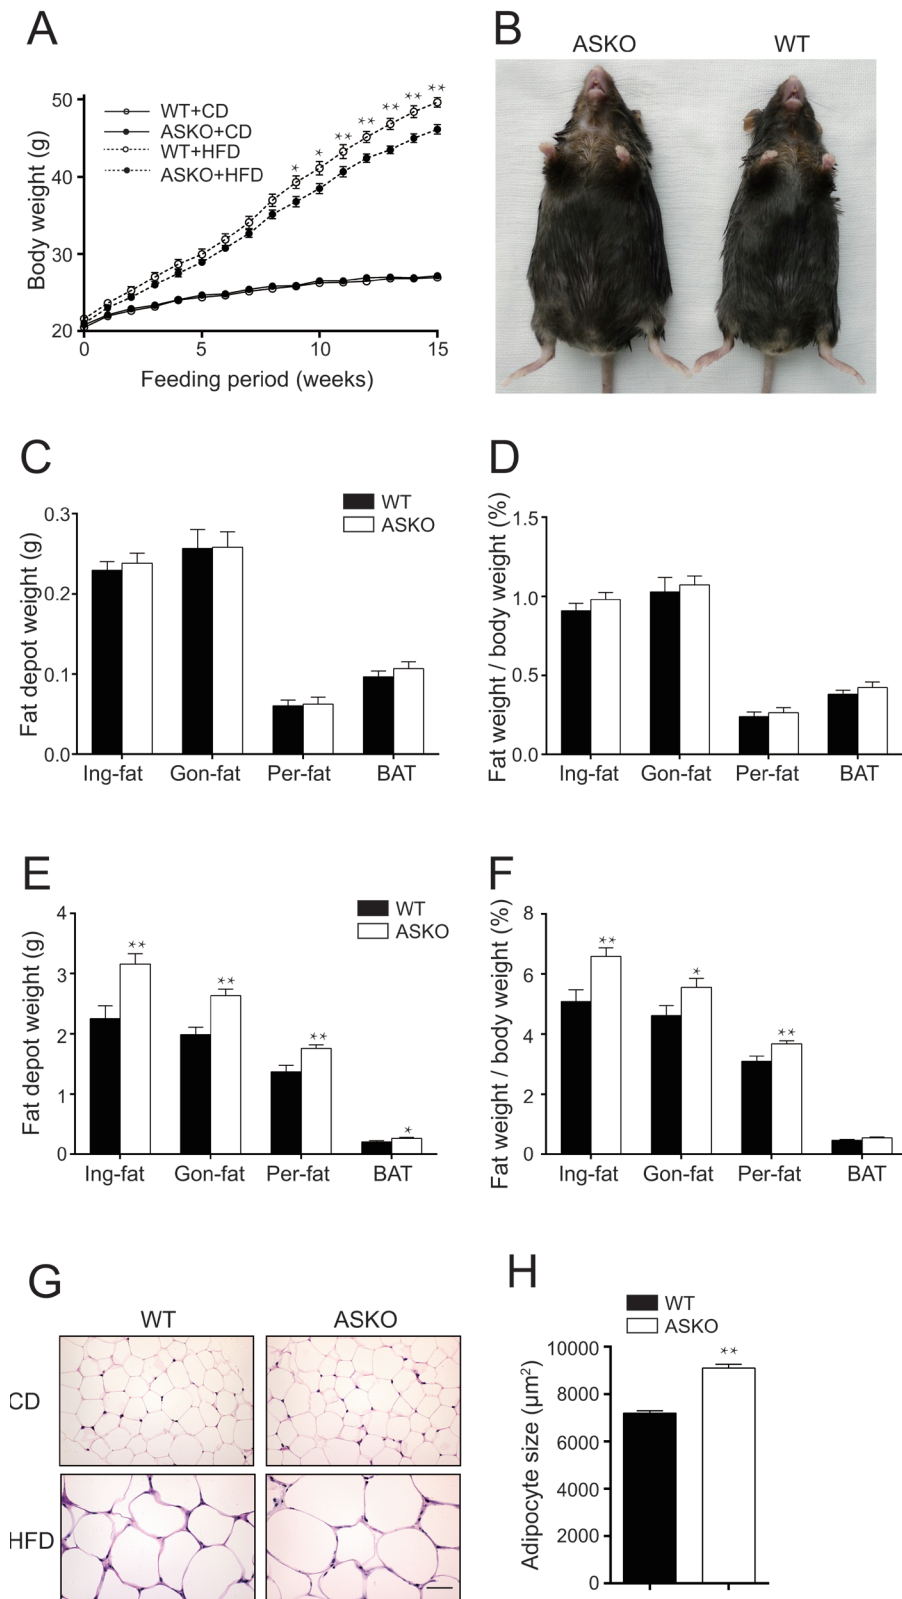 A
50
40
30
20
Body weight (g)
WT+CD
ASKO+CD
WT+HFD
ASKO+HFD
* * ** ** ** ** **
0 5 10 15
Feeding period (weeks)
B
ASKO WT
C
Fat depot weight (g)
0.3
0.2
0.1
0.0
WT
ASKO
Ing-fat Gon-fat Per-fat BAT
D
Fat weight / body weight (%)
1.5
1.0
0.5
0.0
Ing-fat Gon-fat Per-fat BAT
E
Fat depot weight (g)
4
3
2
1
0
WT
ASKO
** ** ** *
Ing-fat Gon-fat Per-fat BAT
F
Fat weight / body weight (%)
8
6
4
2
0
** * **
Ing-fat Gon-fat Per-fat BAT
G
WT ASKO
CD
HFD
H
WT
ASKO
Adipocyte size (µm²)
10000
8000
6000
4000
2000
0
**